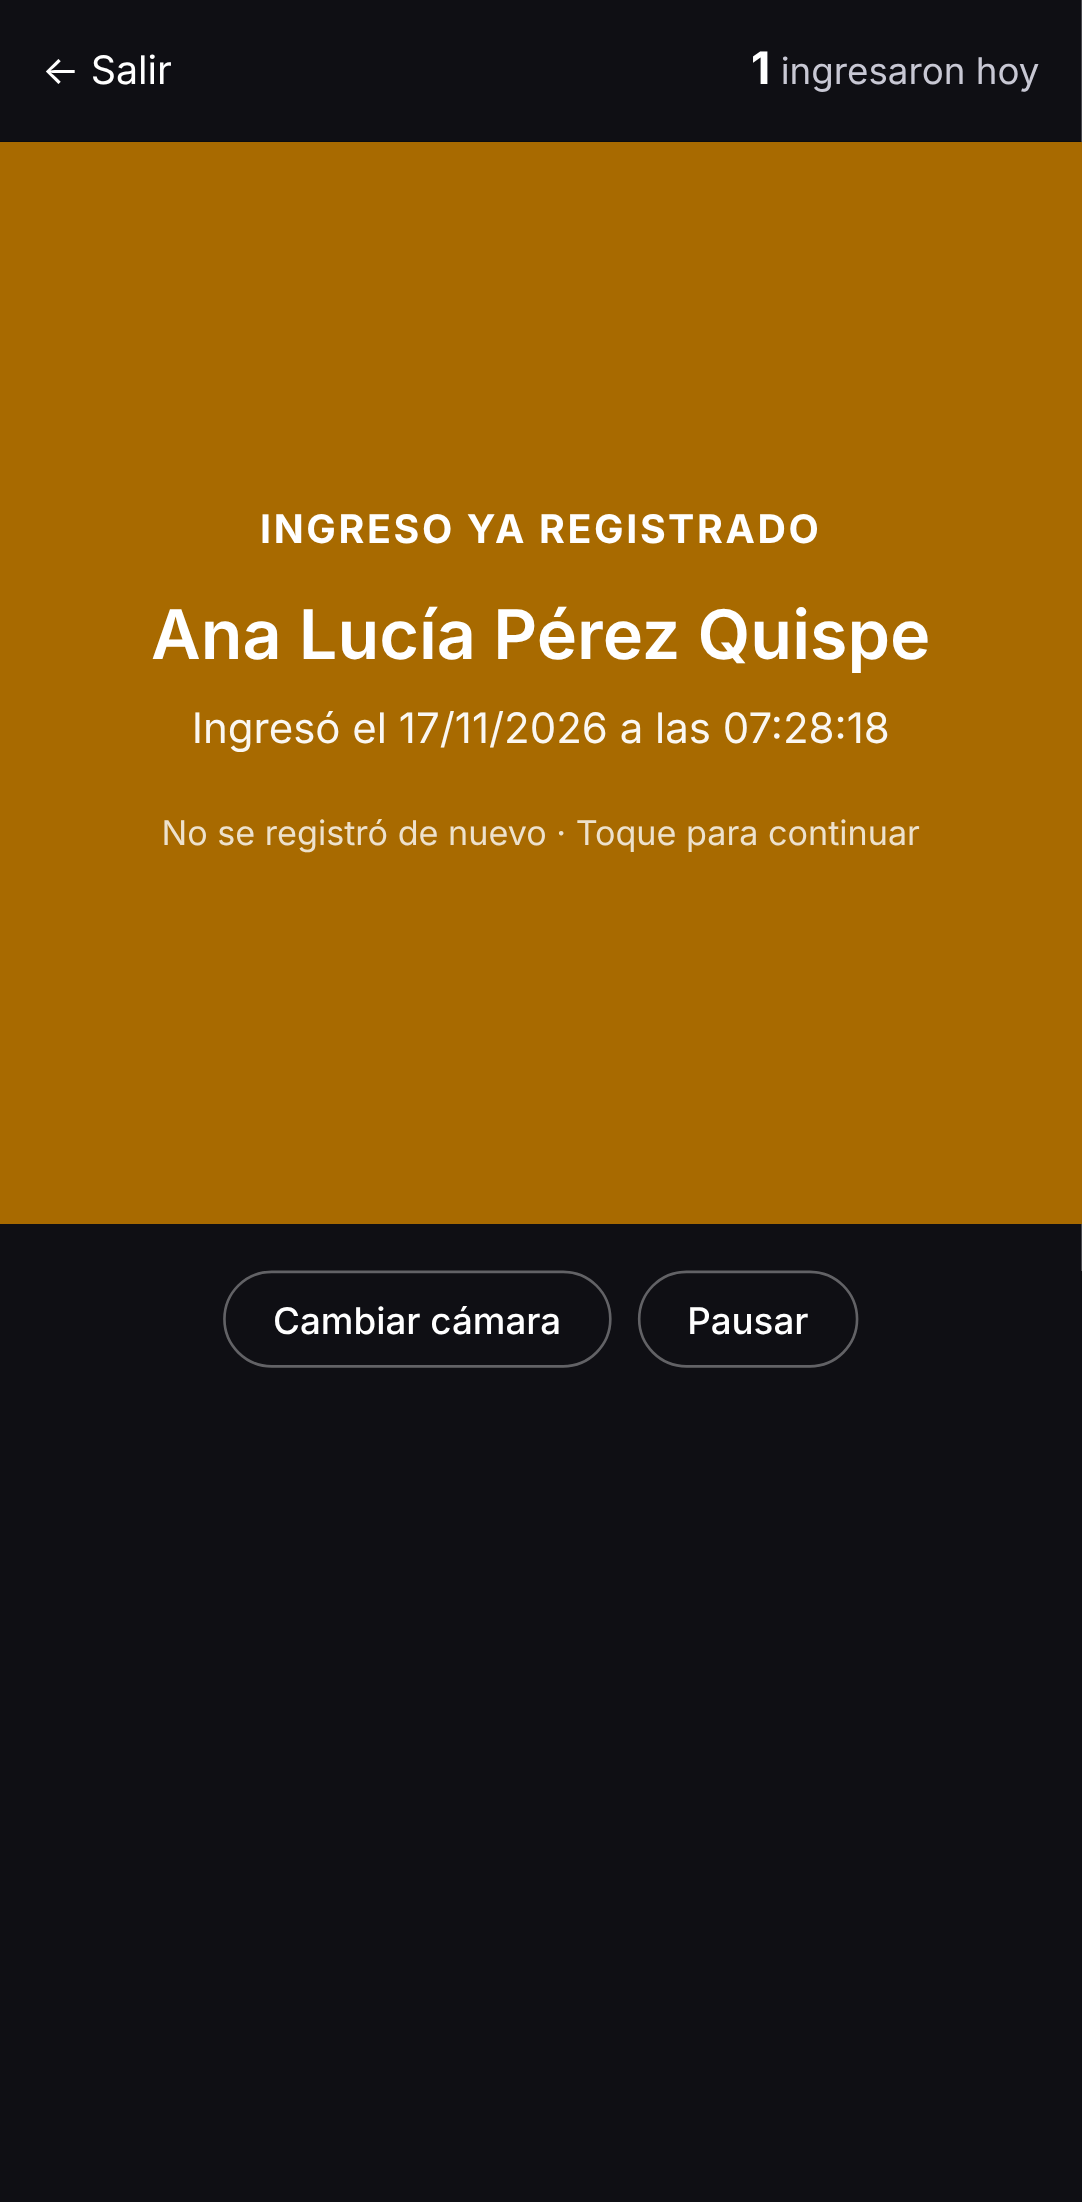 ← Salir
1 ingresaron hoy
INGRESO YA REGISTRADO
Ana Lucía Pérez Quispe
Ingresó el 17/11/2026 a las 07:28:18
No se registró de nuevo · Toque para continuar
Cambiar cámara
Pausar